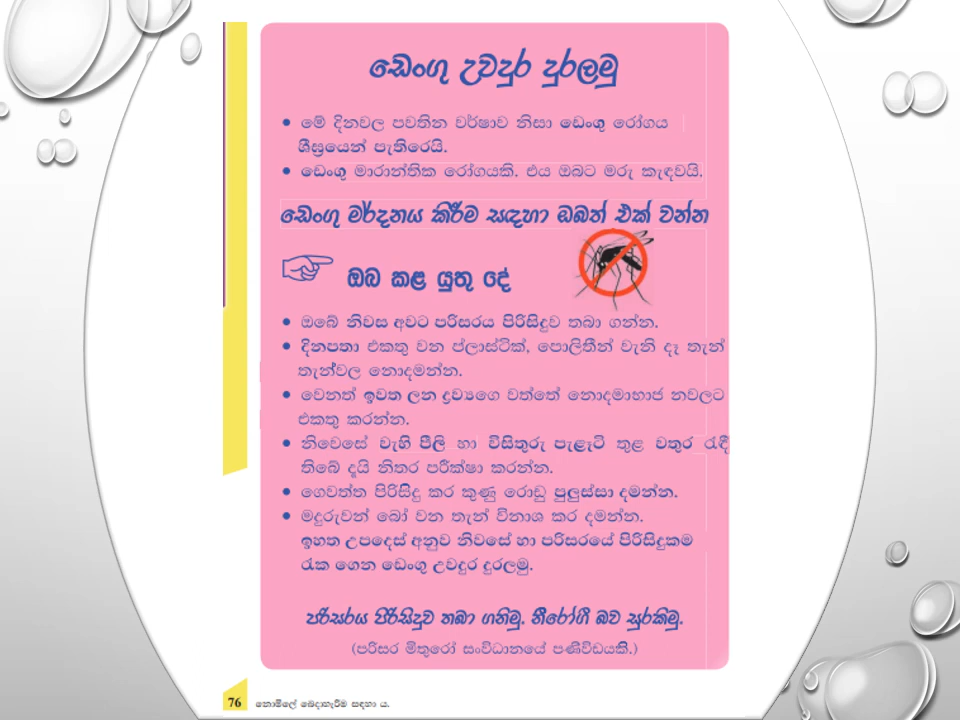 ඩෙංගු උවදුර දුරලමු
• මේ දිනවල පවතින වර්ෂාව නිසා ඩෙංගු රෝගය
ශීඝ්‍රයෙන් පැතිරෙයි.
• ඩෙංගු මාරාන්තික රෝගයකි. එය ඔබට මරු කැඳවයි.
ඩෙංගු මර්දනය කිරීම සඳහා ඔබත් එක් වන්න
ඔබ කළ යුතු දේ
• ඔබේ නිවස අවට පරිසරය පිරිසිදුව තබා ගන්න.
• දිනපතා එකතු වන ප්ලාස්ටික්, පොලිතීන් වැනි දෑ තැන්
තැන්වල නොදමන්න.
• වෙනත් ඉවත ලන ද්‍රව්‍යගෙ වත්තේ නොදමාභාජ නවලට
එකතු කරන්න.
• නිවෙසේ වැහි පීලි හා විසිතුරු පැළෑටි තුළ වතුර රැඳී
තිබේ දැයි නිතර පරීක්ෂා කරන්න.
• ගෙවත්ත පිරිසිදු කර කුණු රොඩු පුලුස්සා දමන්න.
• මදුරුවන් බෝ වන තැන් විනාශ කර දමන්න.
ඉහත උපදෙස් අනුව නිවසේ හා පරිසරයේ පිරිසිදුකම
රැක ගෙන ඩෙංගු උවදුර දුරලමු.
පරිසරය පිරිසිදුව තබා ගනිමු. නීරෝගී බව සුරකිමු.
(පරිසර මිතුරෝ සංවිධානයේ පණිවිඩයකි.)
76 නොමිලේ බෙදාහැරීම සඳහා ය.